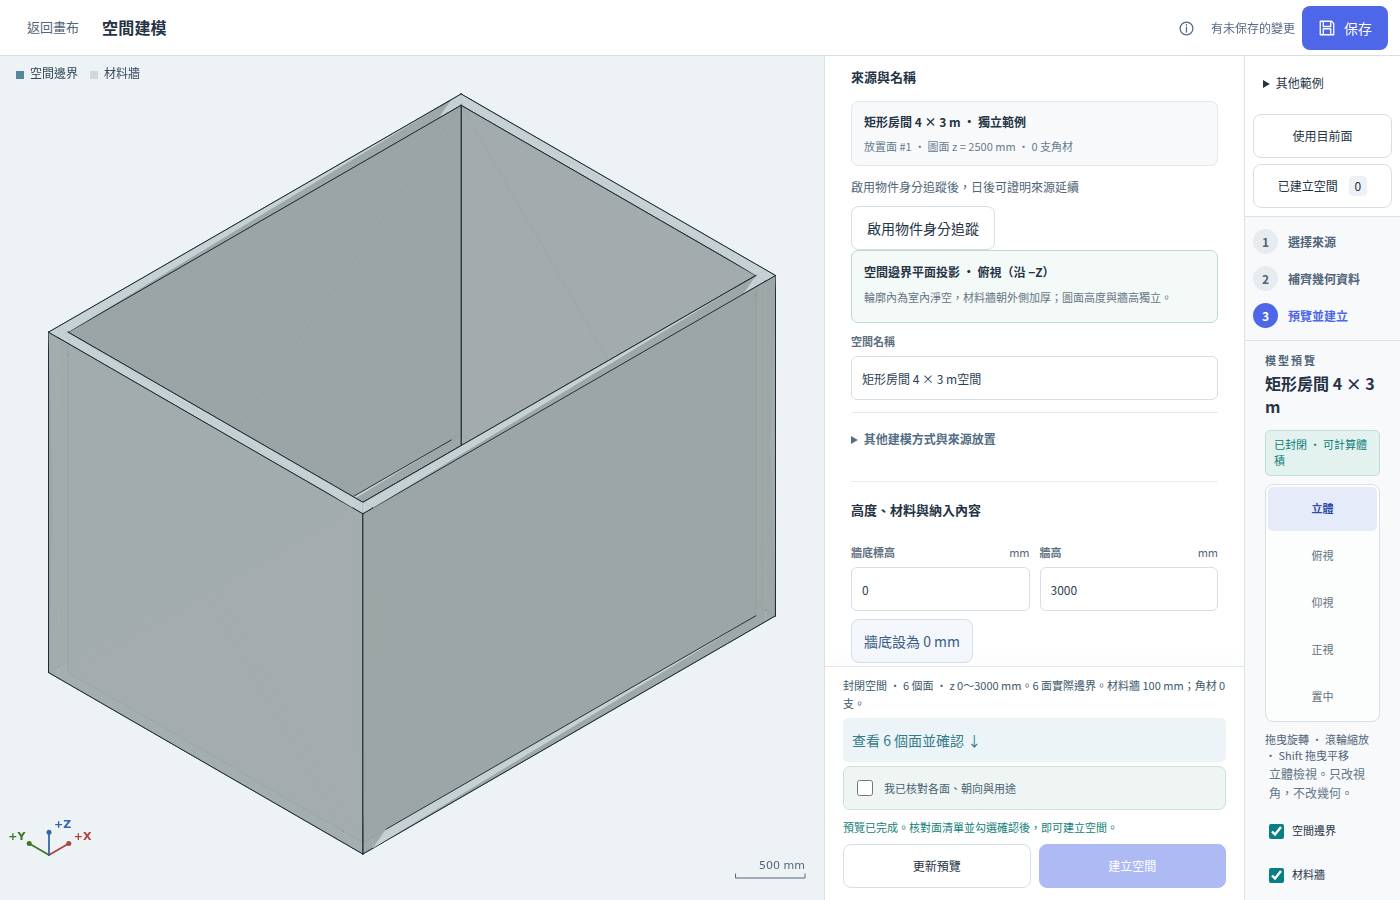 返回畫布
空間建模
有未保存的變更
保存
空間邊界
材料牆
+Y
+Z
+X
500 mm
來源與名稱
矩形房間 4 × 3 m ・ 獨立範例
放置面 #1 ・ 圖面 z = 2500 mm ・ 0 支角材
啟用物件身分追蹤後，日後可證明來源延續
啟用物件身分追蹤
空間邊界平面投影 ・ 俯視（沿 −Z）
輪廓內為室內淨空，材料牆朝外側加厚；圖面高度與牆高獨立。
空間名稱
矩形房間 4 × 3 m空間
其他建模方式與來源放置
高度、材料與納入內容
牆底標高 mm
牆高 mm
0
3000
牆底設為 0 mm
封閉空間 ・ 6 個面 ・ z 0～3000 mm。6 面實際邊界。材料牆 100 mm；角材 0
支。
查看 6 個面並確認 ↓
我已核對各面、朝向與用途
預覽已完成。核對面清單並勾選確認後，即可建立空間。
更新預覽
建立空間
其他範例
使用目前面
已建立空間 0
1 選擇來源
2 補齊幾何資料
3 預覽並建立
模型預覽
矩形房間 4 × 3
m
已封閉 ・ 可計算體
積
立體
俯視
仰視
正視
置中
拖曳旋轉 ・ 滾輪縮放
・ Shift 拖曳平移
立體檢視。只改視
角，不改幾何。
空間邊界
材料牆